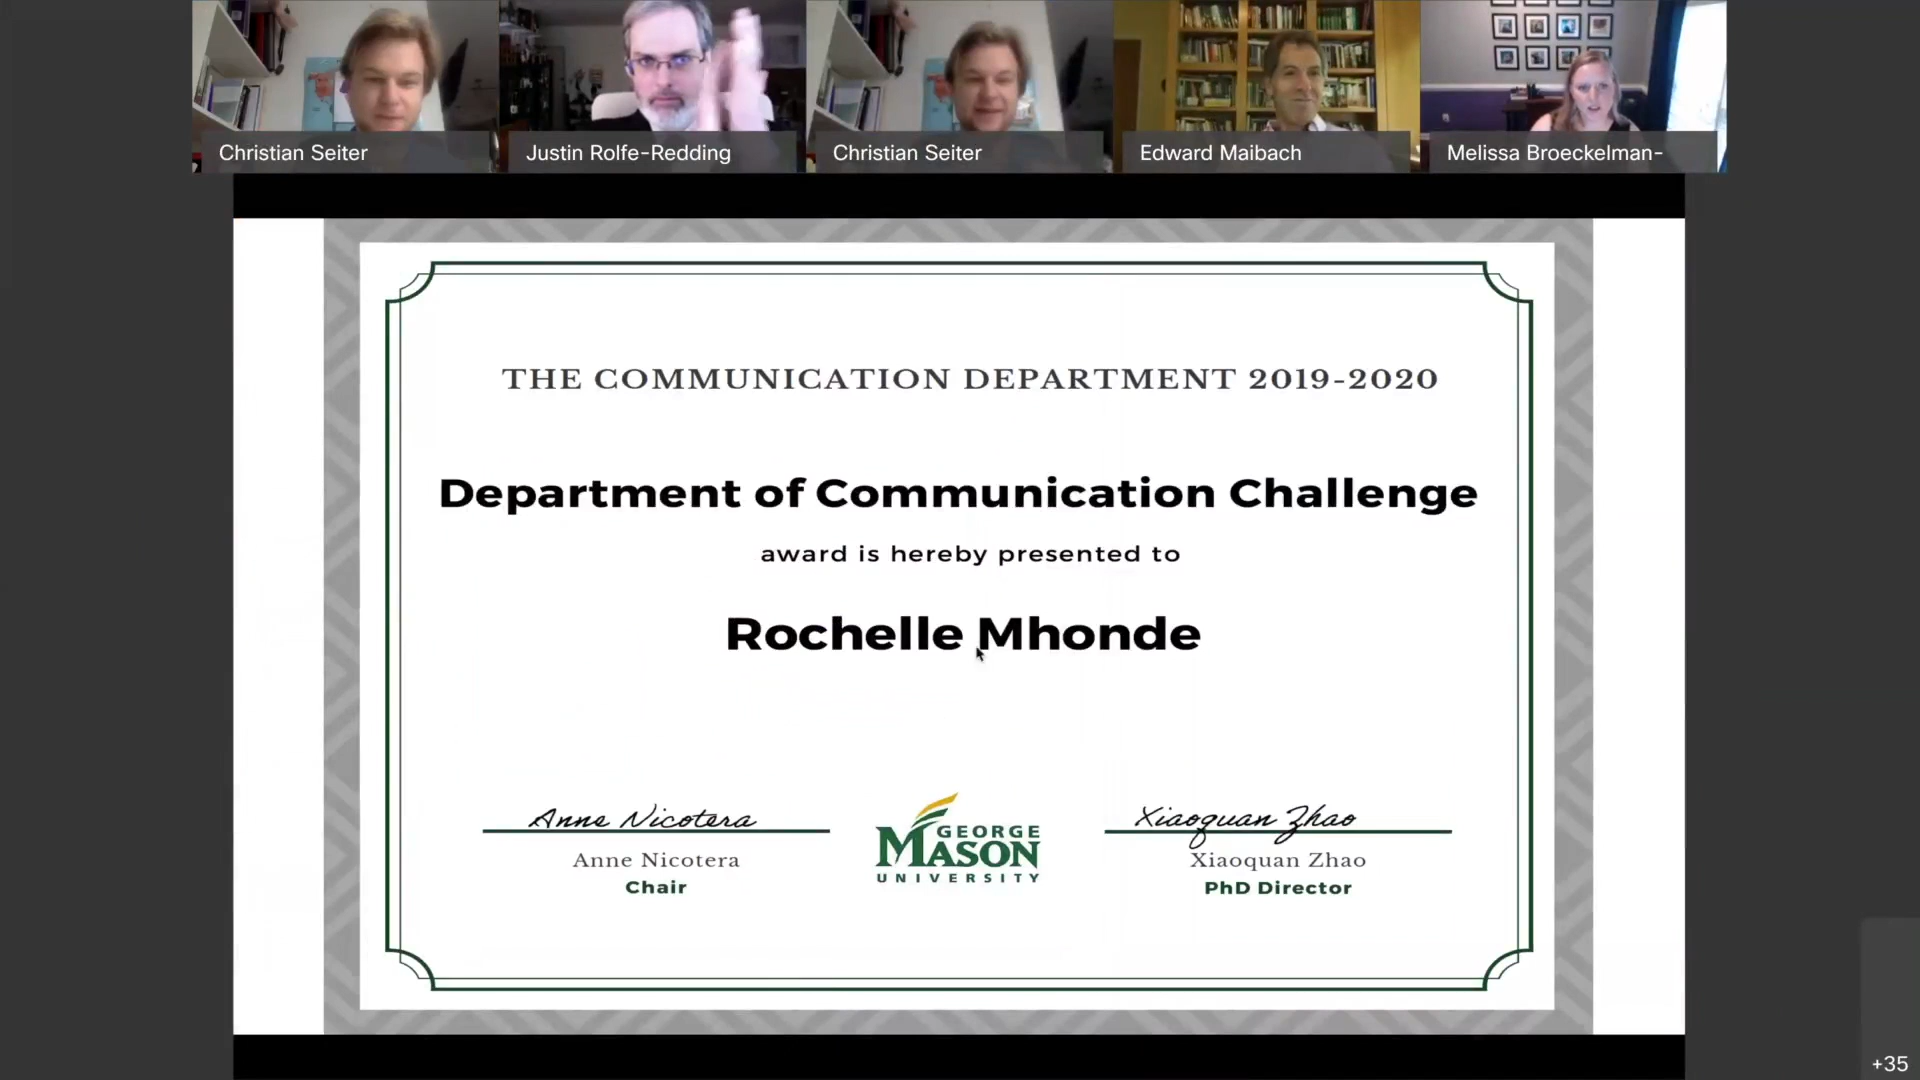 Christian Seiter
Justin Rolfe-Redding
Christian Seiter
Edward Maibach
Melissa Broeckelman-
THE COMMUNICATION DEPARTMENT 2019-2020
Department of Communication Challenge
award is hereby presented to
Rochelle Mhonde
Anne Nicotera
Xiaoquan Zhao
Anne Nicotera
Chair
GEORGE
MASON
UNIVERSITY
Xiaoquan Zhao
PhD Director
+35